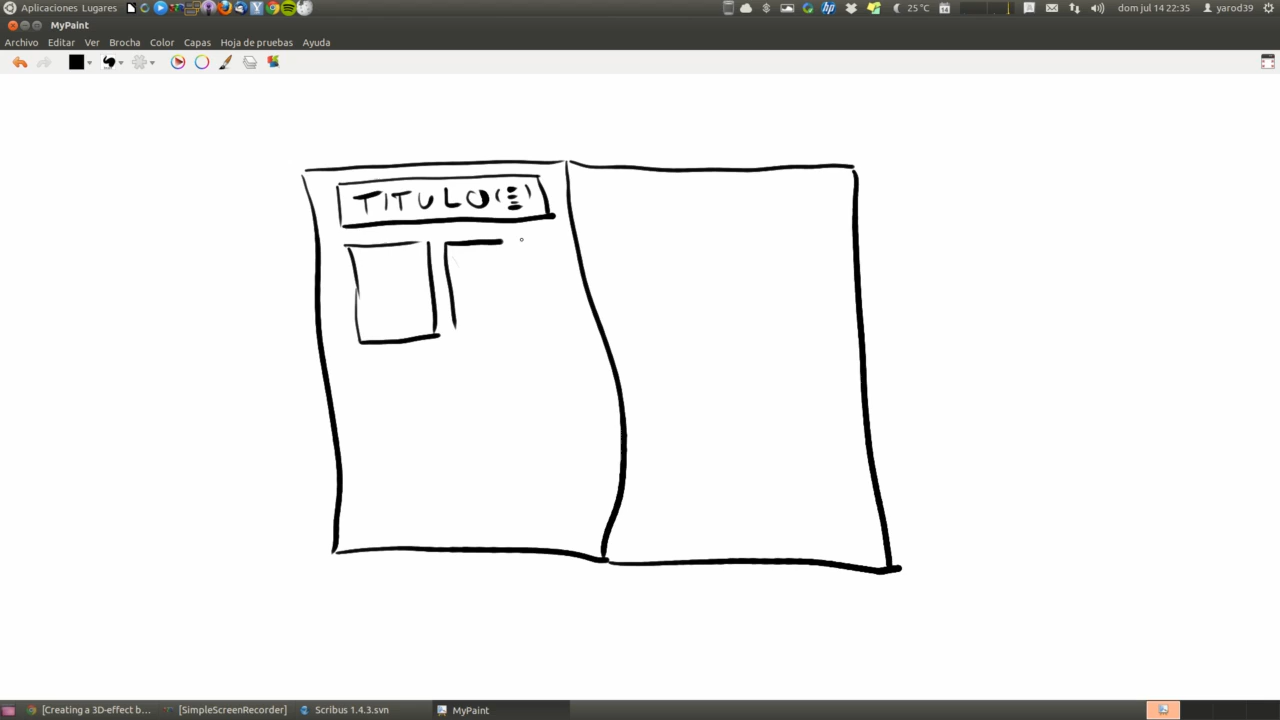 Aplicaciones Lugares
25 °C
dom jul 14 22:35
yarod39
MyPaint
Archivo Editar Ver Brocha Color Capas Hoja de pruebas Ayuda
TITULO( )
[Creating a 3D-effect b...
[SimpleScreenRecorder]
Scribus 1.4.3.svn
MyPaint